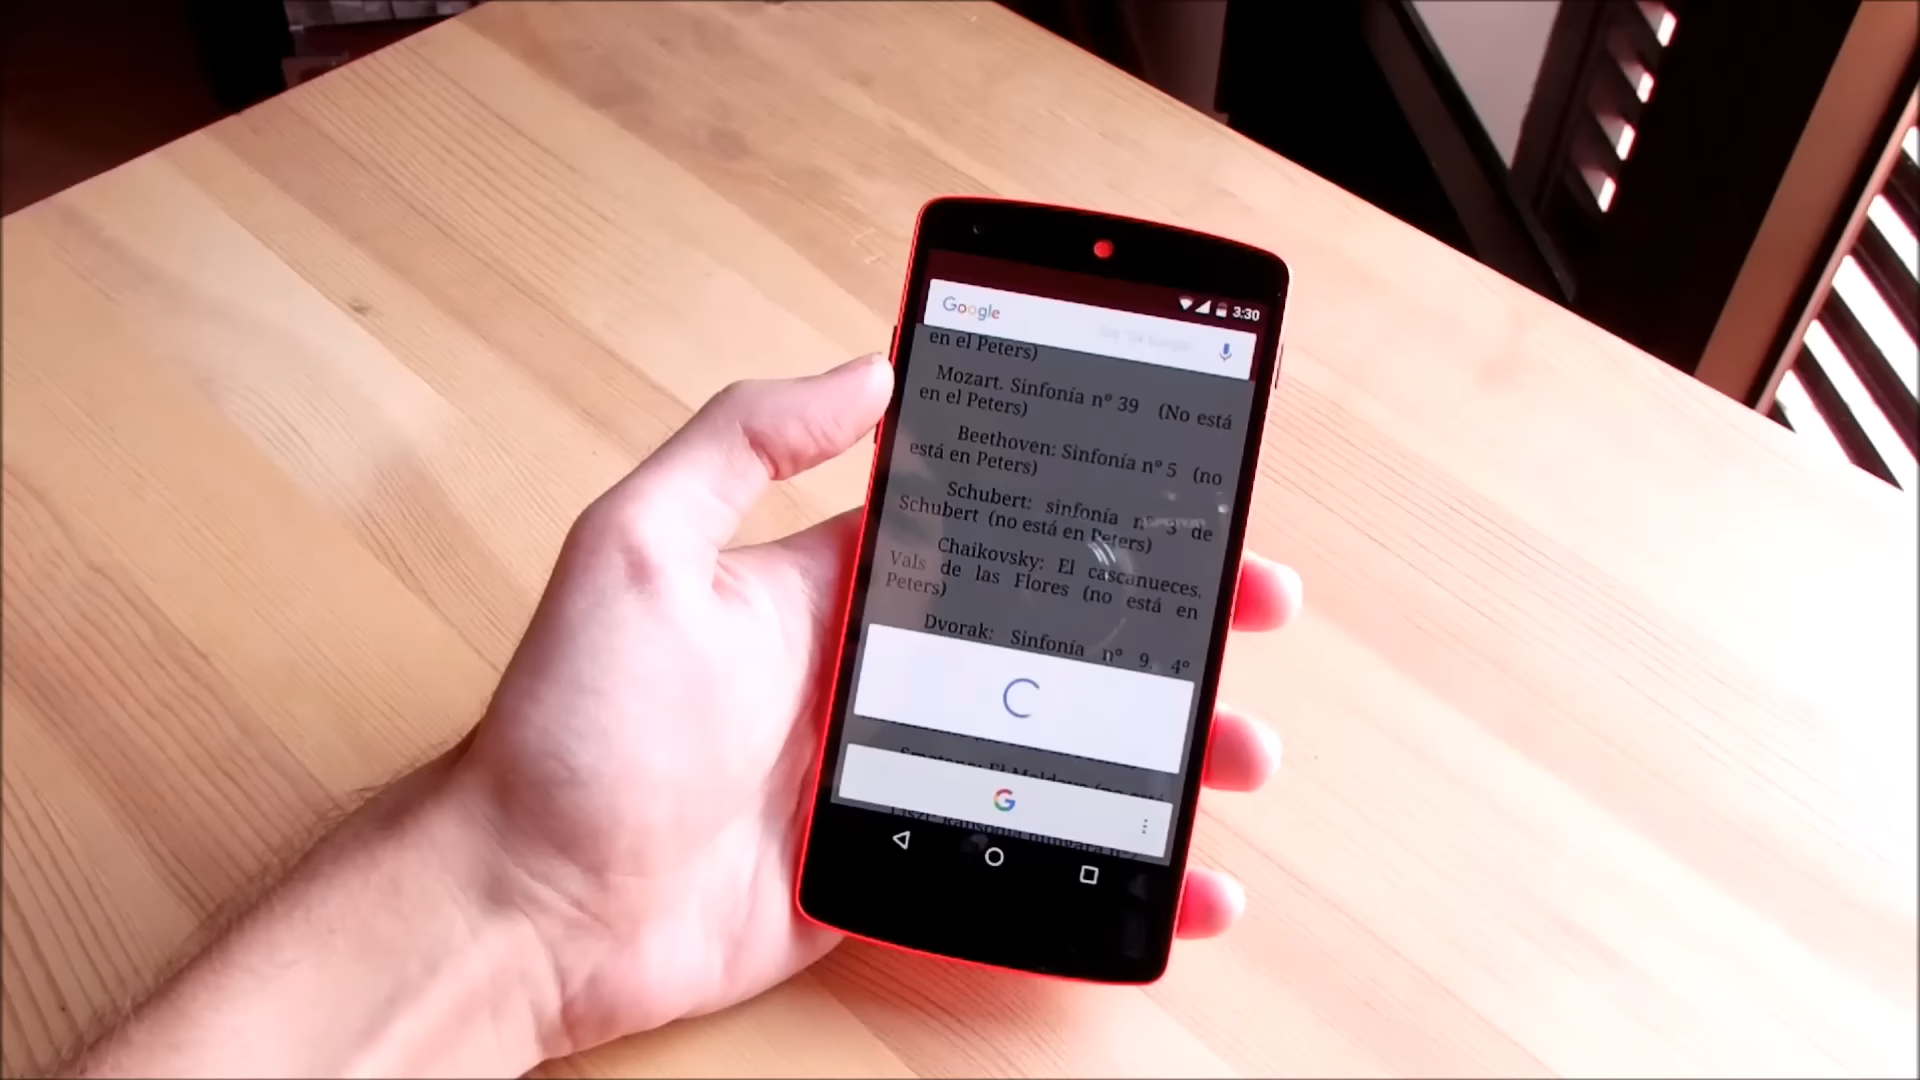 3:30
Google
en el Peters)
Mozart. Sinfonía nº 39 (No está
en el Peters)
Beethoven: Sinfonía nº 5 (no
está en Peters)
Schubert: sinfonía nº 3 de
Schubert (no está en Peters)
Chaikovsky: El cascanueces.
Vals de las Flores (no está en
Peters)
Dvorak: Sinfonía nº 9. 4º
G